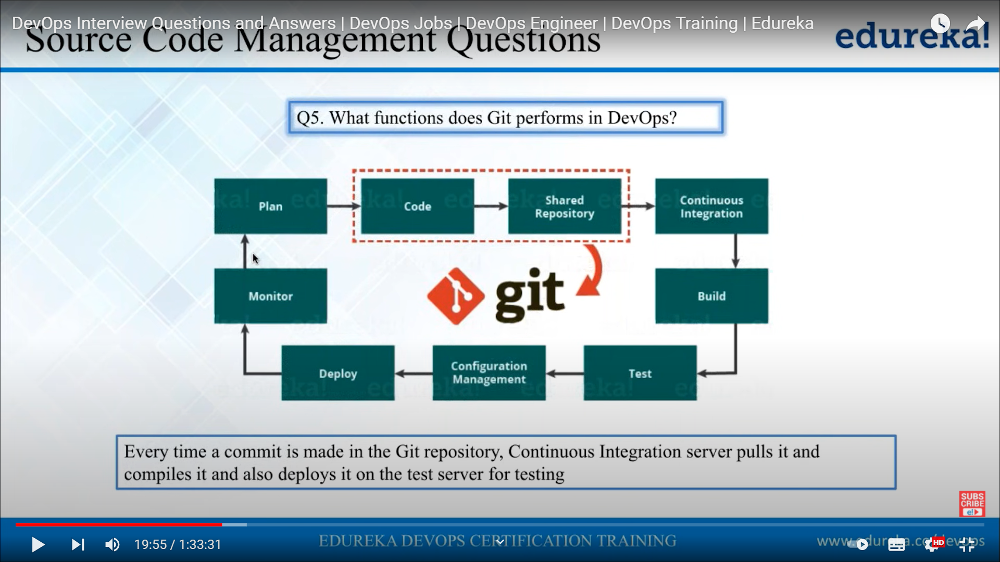 DevOps Interview Questions and Answers | DevOps Jobs | DevOps Engineer | DevOps Training | Edureka
Source Code Management Questions
edureka!
Q5. What functions does Git performs in DevOps?
Plan
Code
Shared
Repository
Continuous
Integration
Monitor
git
Build
Deploy
Configuration
Management
Test
Every time a commit is made in the Git repository, Continuous Integration server pulls it and
compiles it and also deploys it on the test server for testing
SUBS
CRIBE
e!
19:55 / 1:33:31
EDUREKA DEVOPS CERTIFICATION TRAINING
www.edureka.co/devops
HD